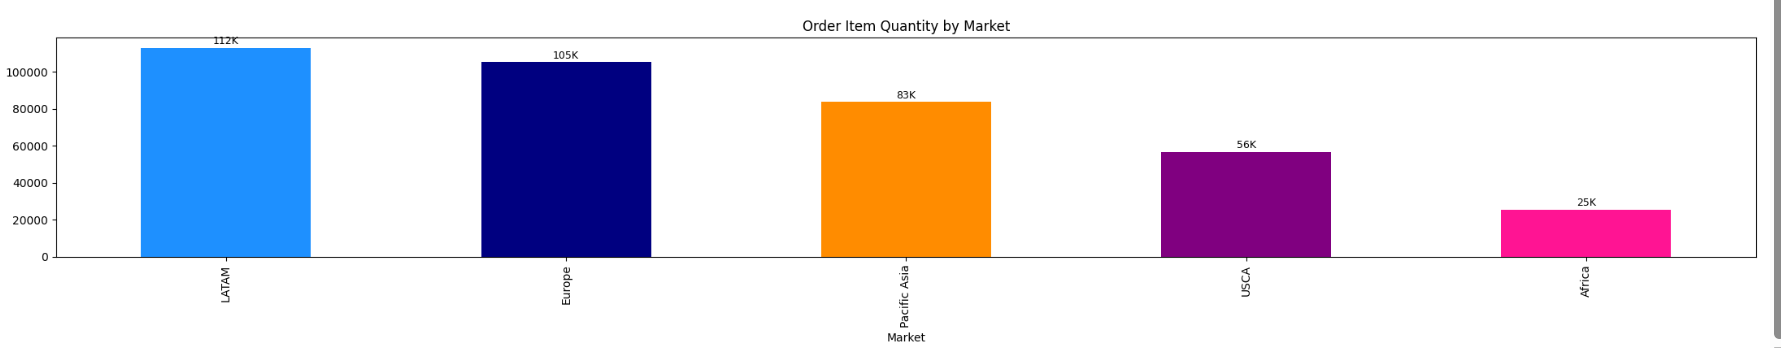 Order Item Quantity by Market
112K
105K
83K
56K
25K
100000
80000
60000
40000
20000
0
LATAM
Europe
Pacific Asia
USCA
Africa
Market